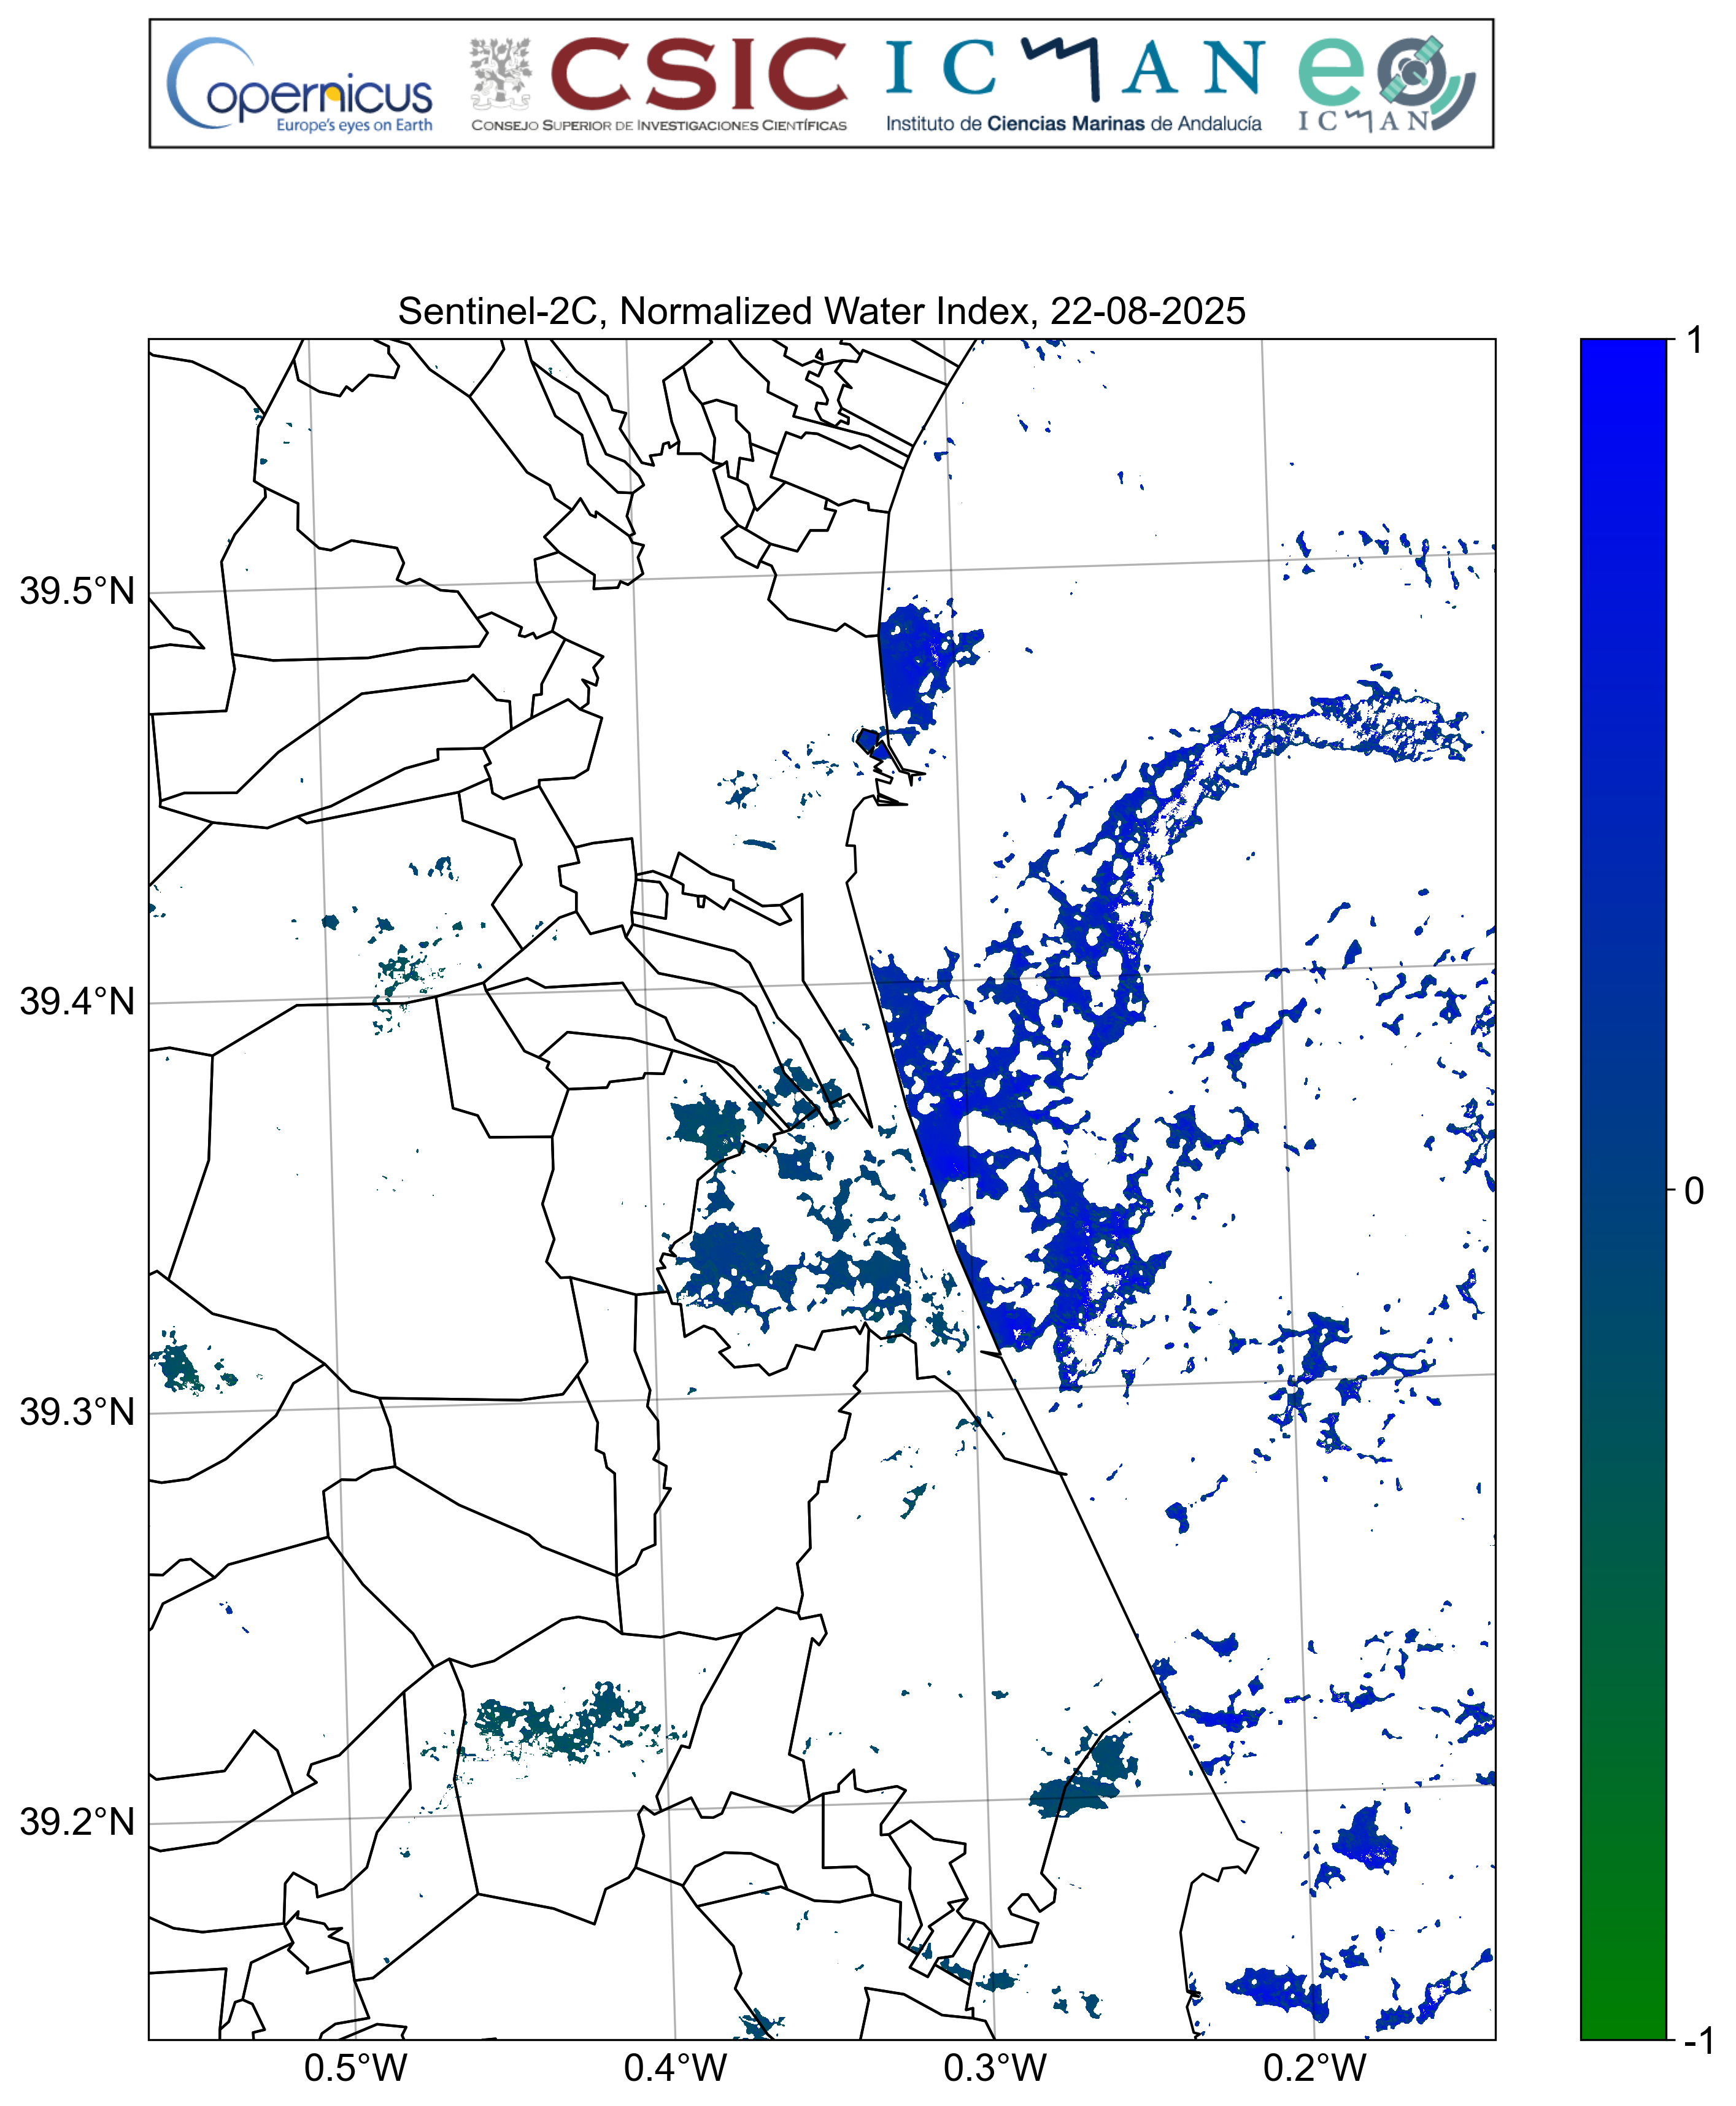 Copernicus
Europe's eyes on Earth
CSIC
CONSEJO SUPERIOR DE INVESTIGACIONES CIENTÍFICAS
ICMAN
Instituto de Ciencias Marinas de Andalucía
eo
ICMAN
Sentinel-2C, Normalized Water Index, 22-08-2025
1
39.5°N
39.4°N
0
39.3°N
39.2°N
-1
0.5°W 0.4°W 0.3°W 0.2°W